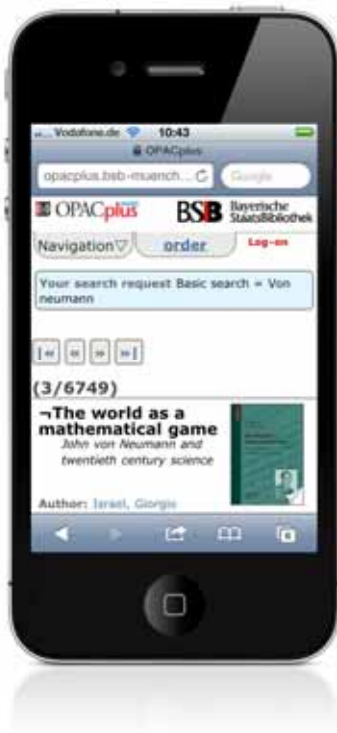 Vodafone.de 10:43
OPACplus
opacplus.bsb-muench... Google
OPACplus BSB Bayerische
StaatsBibliothek
Navigation▽ order Log-on
Your search request Basic search = Von
neumann
|« « » »|
(3/6749)
¬The world as a
mathematical game
John von Neumann and
twentieth century science
Author: Israel, Giorgio